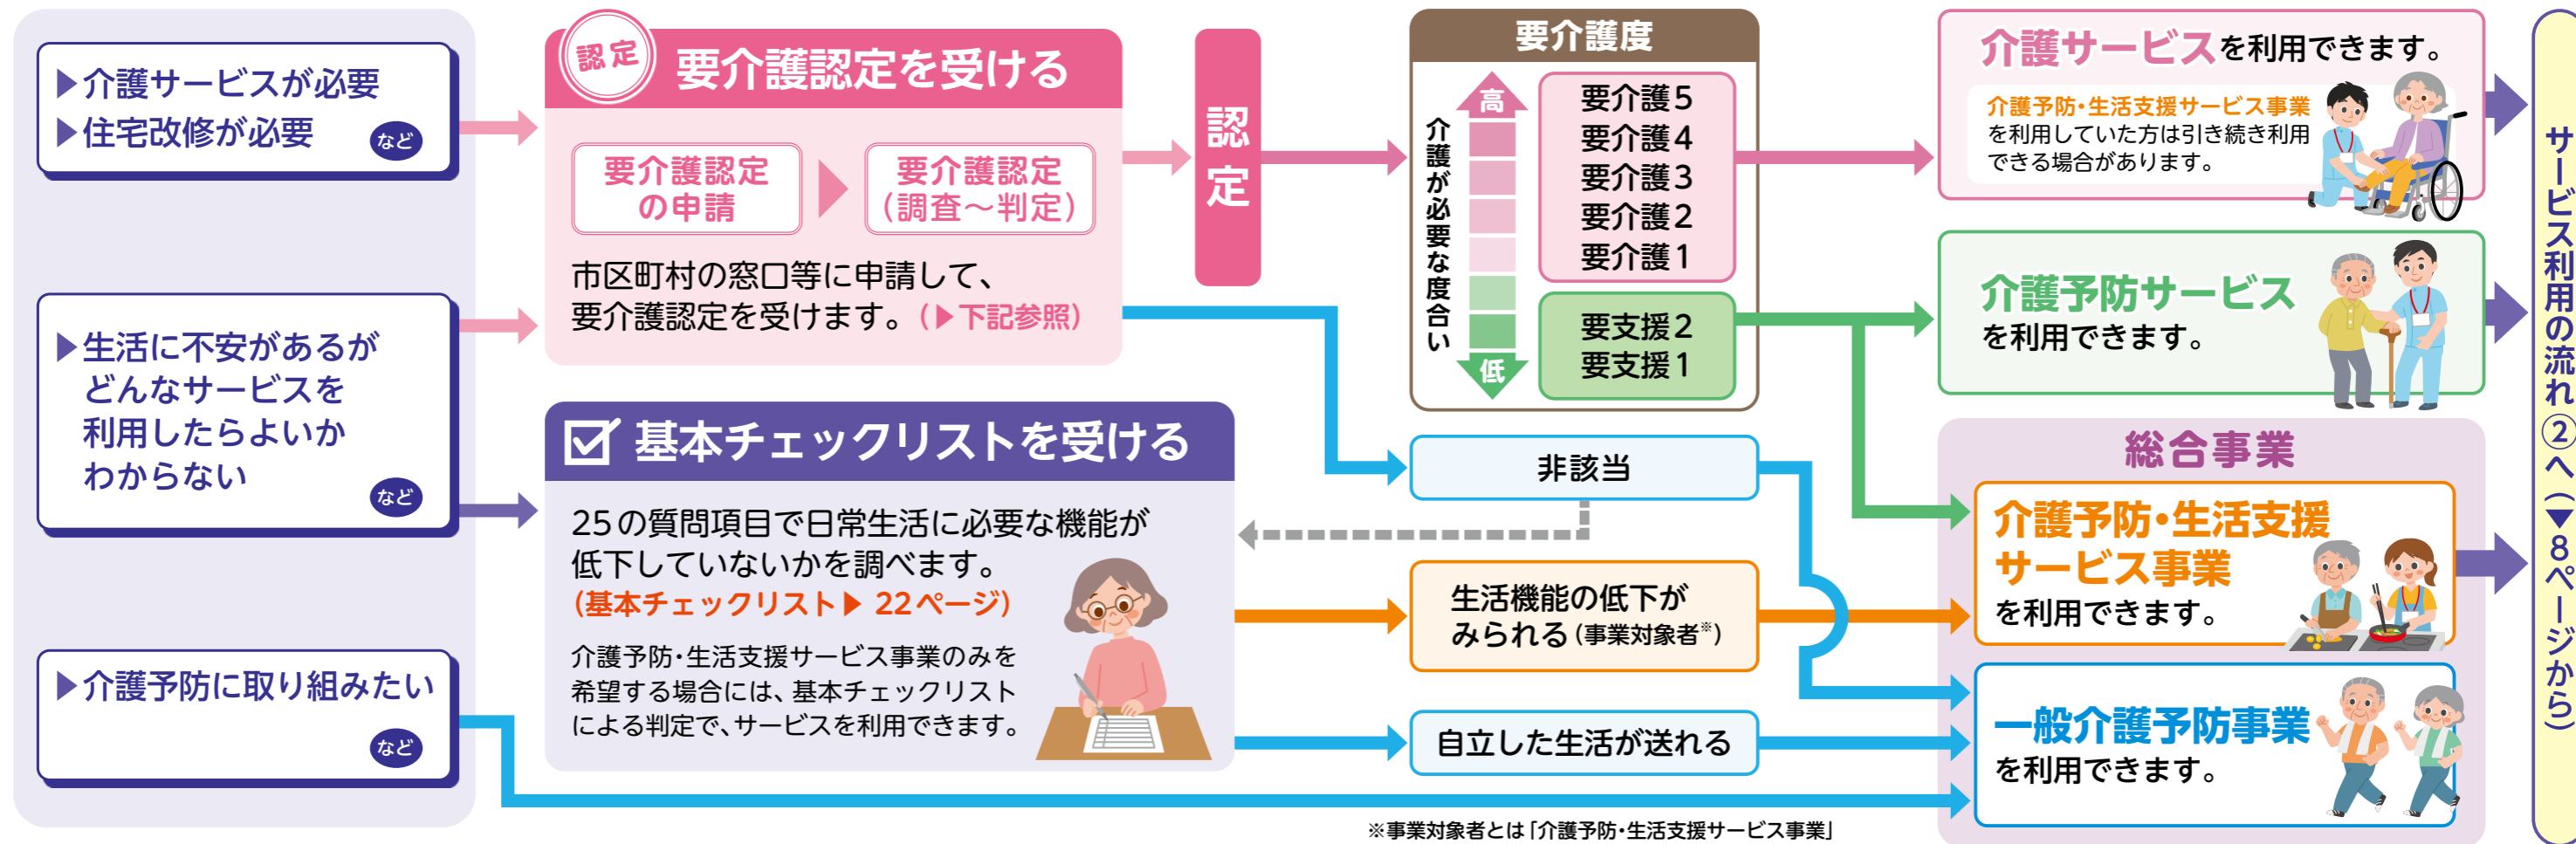 ▶介護サービスが必要
▶住宅改修が必要
など
▶生活に不安があるが
どんなサービスを
利用したらよいか
わからない
など
▶介護予防に取り組みたい
など
認定
要介護認定を受ける
要介護認定
の申請
要介護認定
(調査～判定)
市区町村の窓口等に申請して、
要介護認定を受けます。(▶下記参照)
基本チェックリストを受ける
25の質問項目で日常生活に必要な機能が
低下していないかを調べます。
(基本チェックリスト▶ 22ページ)
介護予防・生活支援サービス事業のみを
希望する場合には、基本チェックリスト
による判定で、サービスを利用できます。
認定
要介護度
介護が必要な度合い
高
低
要介護5
要介護4
要介護3
要介護2
要介護1
要支援2
要支援1
非該当
生活機能の低下が
みられる(事業対象者※)
自立した生活が送れる
※事業対象者とは「介護予防・生活支援サービス事業」
介護サービスを利用できます。
介護予防・生活支援サービス事業
を利用していた方は引き続き利用
できる場合があります。
介護予防サービス
を利用できます。
総合事業
介護予防・生活支援
サービス事業
を利用できます。
一般介護予防事業
を利用できます。
サービス利用の流れ②へ(▼8ページから)